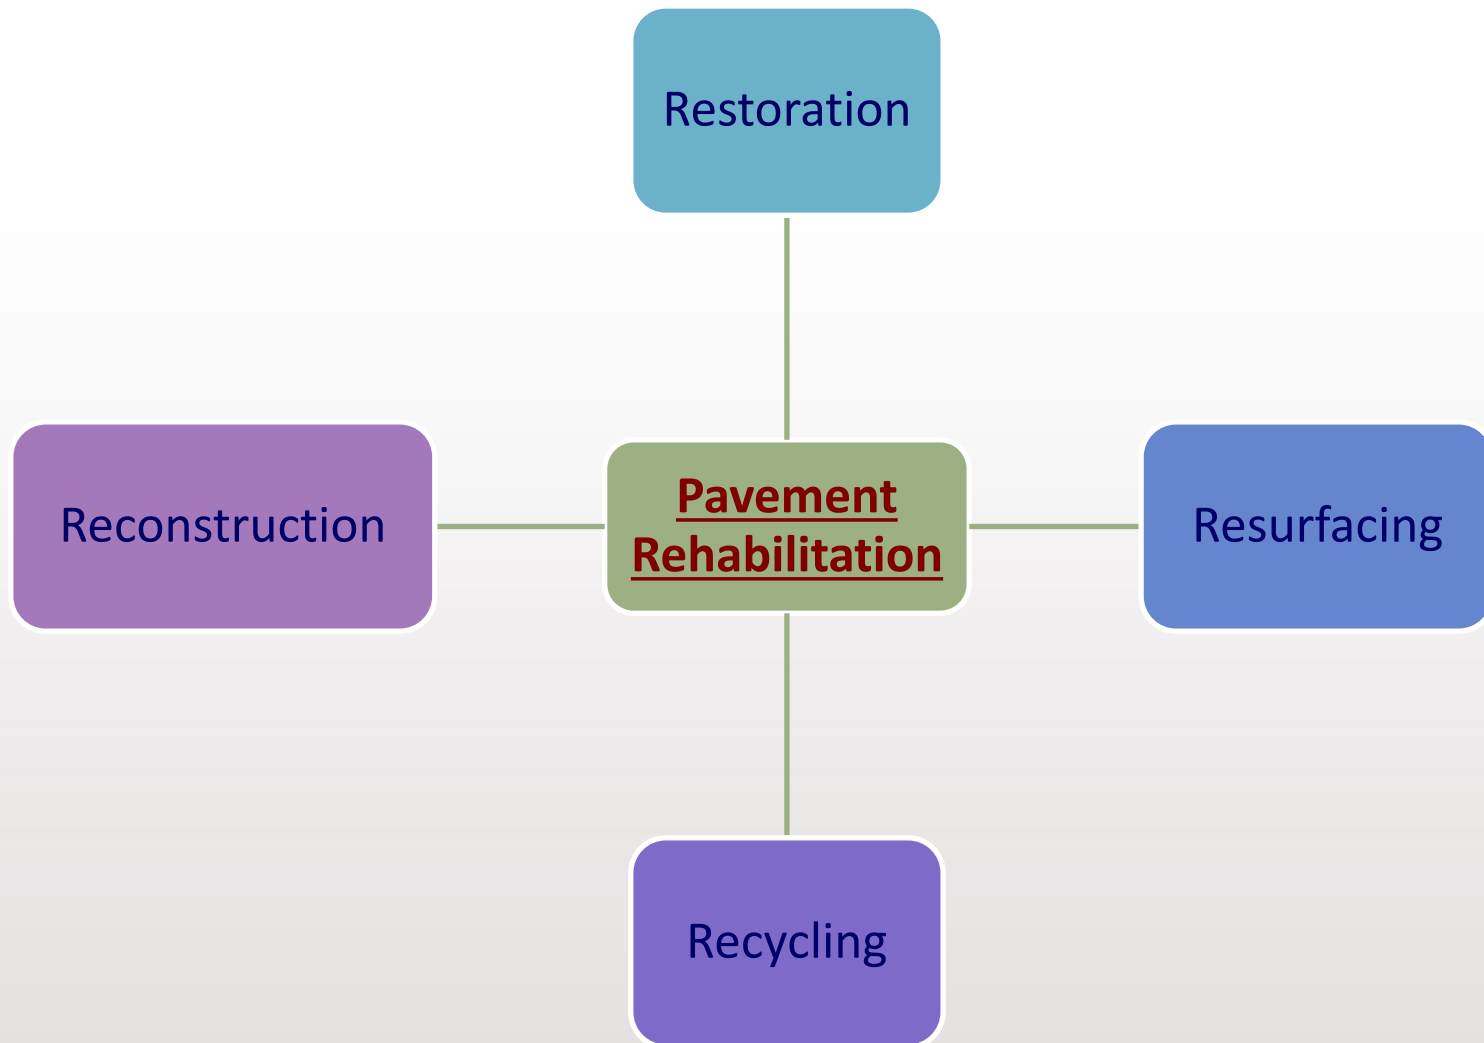 Restoration
Reconstruction
Pavement
Rehabilitation
Resurfacing
Recycling